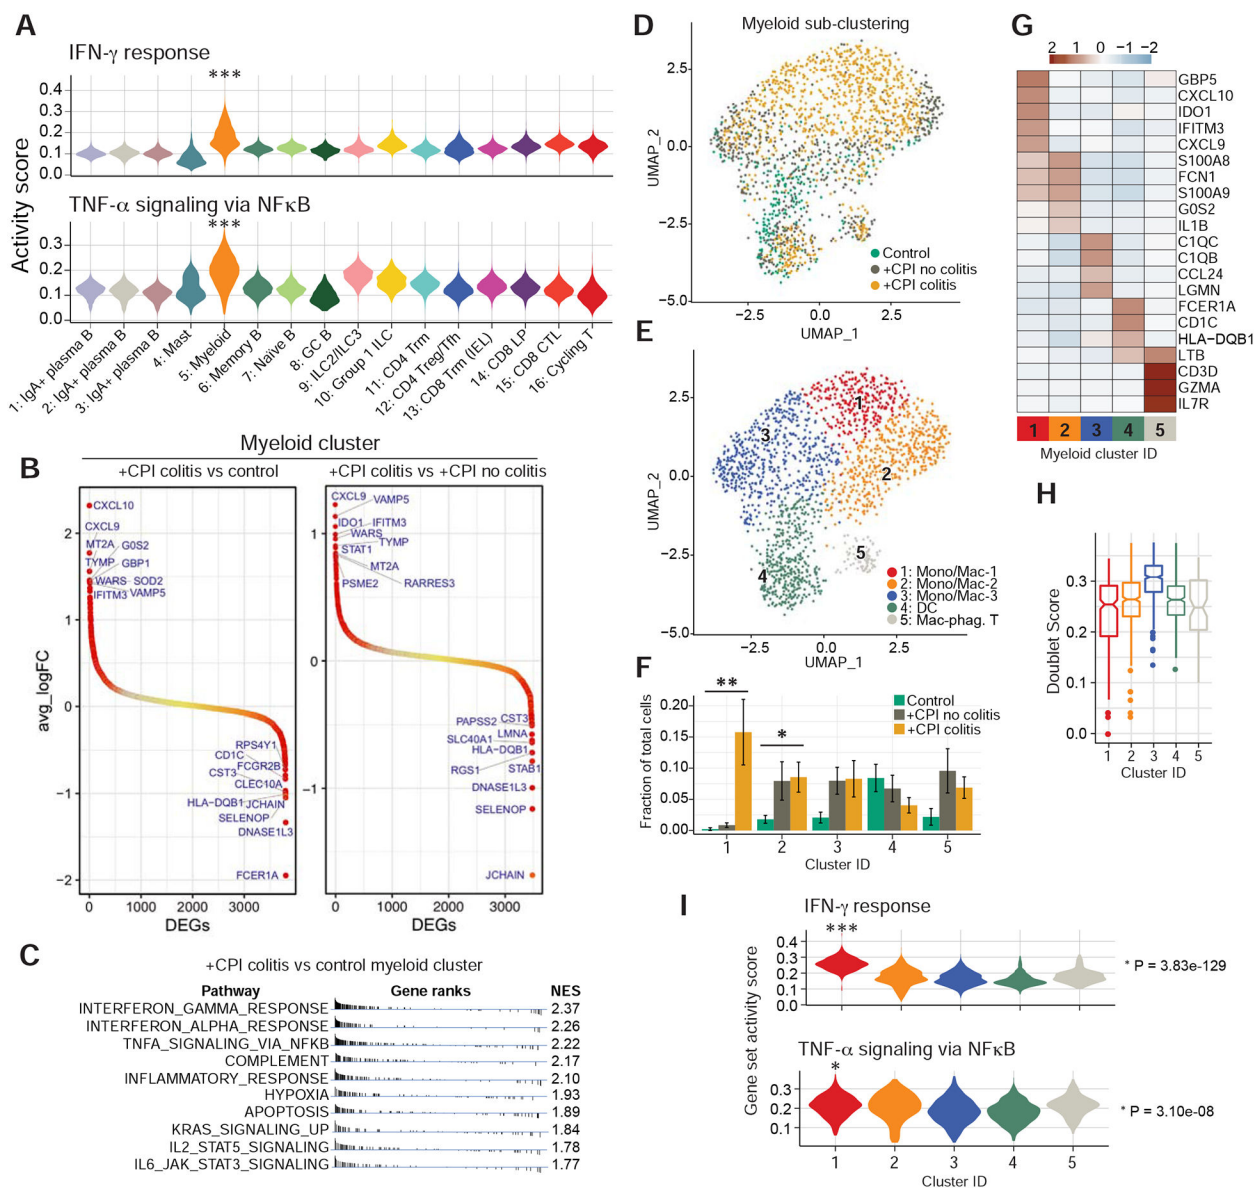 A
IFN-γ response
***
0.4
0.3
0.2
0.1
0.0
Activity score
TNF-α signaling via NFκB
***
0.3
0.2
0.1
0.0
1: IgA+ plasma B
2: IgA+ plasma B
3: IgA+ plasma B
4: Mast
5: Myeloid
6: Memory B
7: Naïve B
8: GC B
9: ILC2/ILC3
10: Group 1 ILC
11: CD4 Trm
12: CD4 Treg/Tfh
13: CD8 Trm (IEL)
14: CD8 LP
15: CD8 CTL
16: Cycling T
B
Myeloid cluster
+CPI colitis vs control
+CPI colitis vs +CPI no colitis
avg_logFC
2
1
0
−1
−2
CXCL10
CXCL9
MT2A
G0S2
TYMP
GBP1
WARS
SOD2
IFITM3
VAMP5
RPS4Y1
CD1C
FCGR2B
CST3
CLEC10A
HLA−DQB1
JCHAIN
SELENOP
DNASE1L3
FCER1A
0
1000
2000
3000
DEGs
1
0
−1
CXCL9
VAMP5
IDO1
IFITM3
WARS
TYMP
STAT1
MT2A
PSME2
RARRES3
PAPSS2
CST3
LMNA
SLC40A1
HLA−DQB1
RGS1
STAB1
DNASE1L3
SELENOP
JCHAIN
0
1000
2000
3000
DEGs
C
+CPI colitis vs control myeloid cluster
Pathway Gene ranks NES
INTERFERON_GAMMA_RESPONSE 2.37
INTERFERON_ALPHA_RESPONSE 2.26
TNFA_SIGNALING_VIA_NFKB 2.22
COMPLEMENT 2.17
INFLAMMATORY_RESPONSE 2.10
HYPOXIA 1.93
APOPTOSIS 1.89
KRAS_SIGNALING_UP 1.84
IL2_STAT5_SIGNALING 1.78
IL6_JAK_STAT3_SIGNALING 1.77
D
Myeloid sub-clustering
UMAP_2
2.5
0.0
−2.5
−5.0
Control
+CPI no colitis
+CPI colitis
−2.5
0.0
2.5
UMAP_1
E
UMAP_2
2.5
0.0
−2.5
−5.0
1
2
3
4
5
1: Mono/Mac-1
2: Mono/Mac-2
3: Mono/Mac-3
4: DC
5: Mac-phag. T
−2.5
0.0
2.5
UMAP_1
F
Fraction of total cells
0.20
0.15
0.10
0.05
0.00
**
*
Control
+CPI no colitis
+CPI colitis
1
2
3
4
5
Cluster ID
G
2 1 0 −1 −2
GBP5
CXCL10
IDO1
IFITM3
CXCL9
S100A8
FCN1
S100A9
G0S2
IL1B
C1QC
C1QB
CCL24
LGMN
FCER1A
CD1C
HLA−DQB1
LTB
CD3D
GZMA
IL7R
1 2 3 4 5
Myeloid cluster ID
H
Doublet Score
0.3
0.2
0.1
0.0
1
2
3
4
5
Cluster ID
I
IFN-γ response
***
0.4
0.3
0.2
0.1
0.0
* P = 3.83e-129
Gene set activity score
TNF-α signaling via NFκB
*
0.3
0.2
0.1
* P = 3.10e-08
1
2
3
4
5
Cluster ID